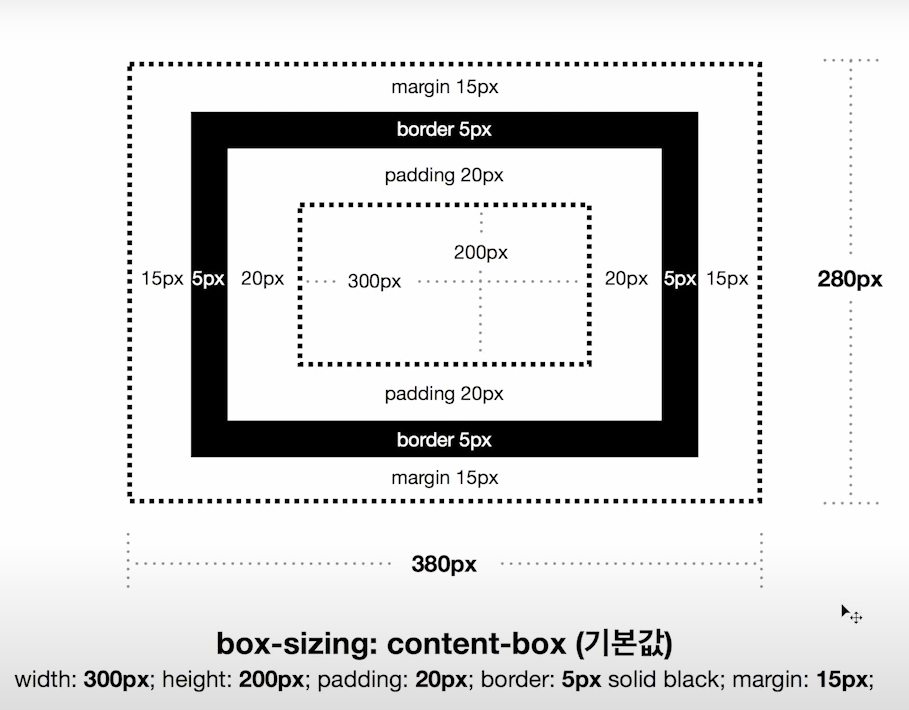 margin 15px
border 5px
padding 20px
200px
15px 5px 20px 300px 20px 5px 15px 280px
padding 20px
border 5px
margin 15px
380px
box-sizing: content-box (기본값)
width: 300px; height: 200px; padding: 20px; border: 5px solid black; margin: 15px;